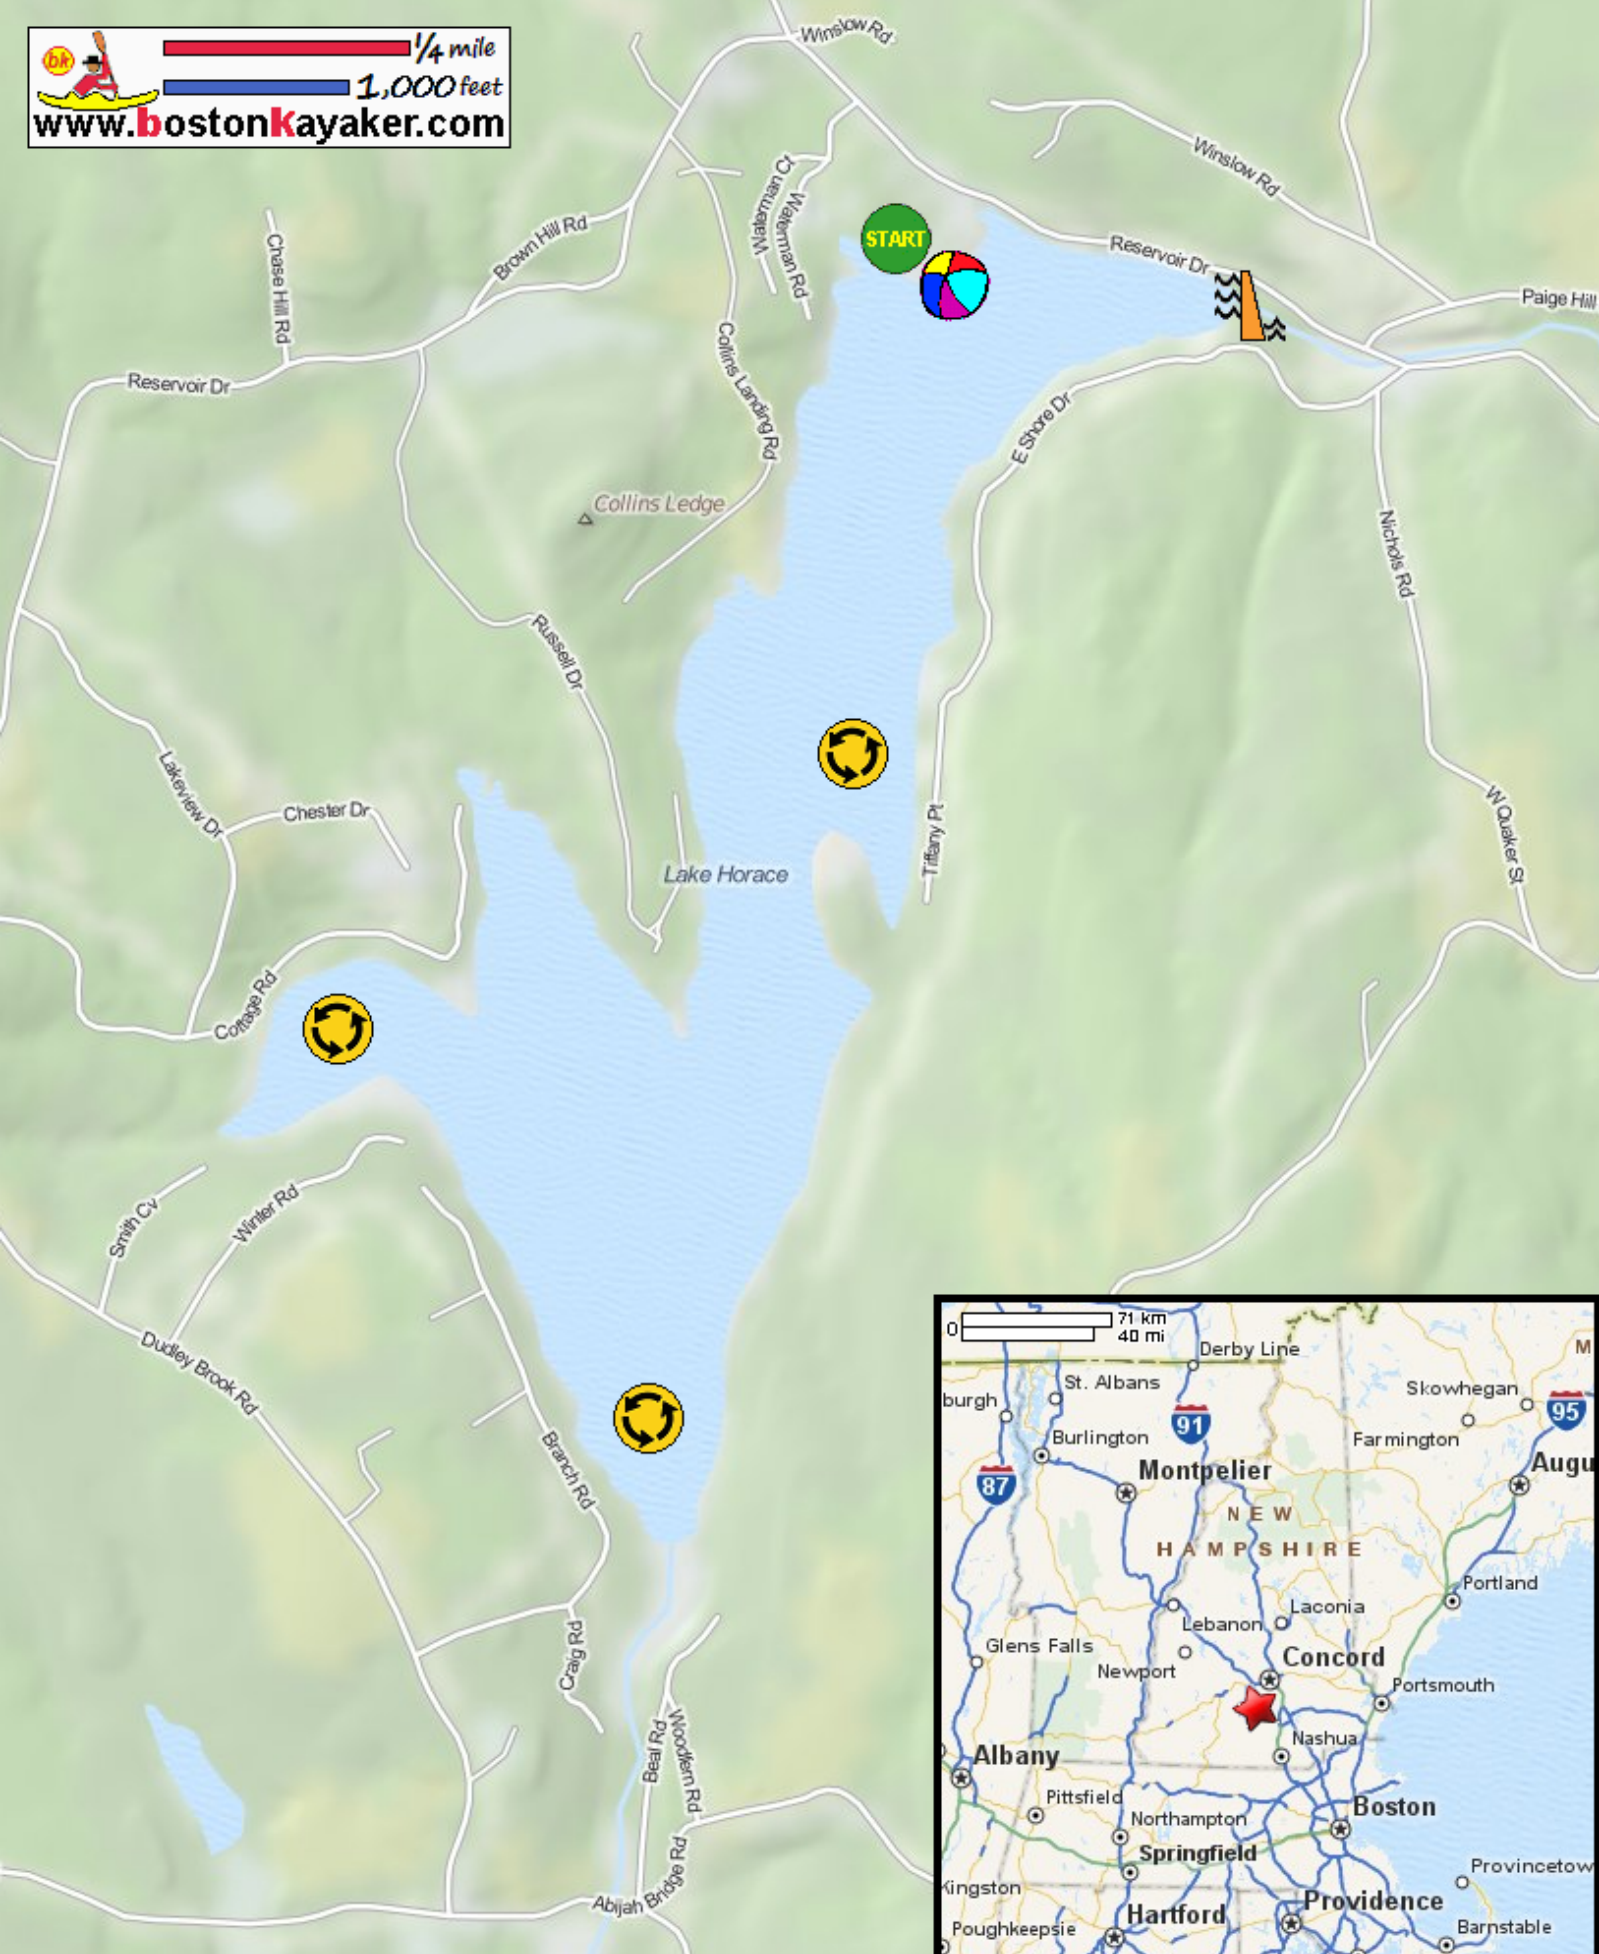 bk
1/4 mile
1,000 feet
www.bostonkayaker.com
Winslow Rd
Winslow Rd
Waterman Ct
Waterman Rd
START
Reservoir Dr
Paige Hill
Chase Hill Rd
Brown Hill Rd
Reservoir Dr
Collins Landing Rd
E Shore Dr
Collins Ledge
Nichols Rd
Russell Dr
Lakeview Dr
Chester Dr
Tiffany Pt
W Quaker St
Lake Horace
Cottage Rd
Smith Cv
Winter Rd
Dudley Brook Rd
Branch Rd
Craig Rd
Beal Rd
Woodfern Rd
Abijah Bridge Rd
0
71 km
40 mi
Derby Line
M
St. Albans
Skowhegan
burgh
91
95
Burlington
Farmington
Montpelier
Augu
87
NEW
HAMPSHIRE
Portland
Laconia
Lebanon
Glens Falls
Concord
Newport
Portsmouth
Nashua
Albany
Pittsfield
Boston
Northampton
Springfield
Provincetow
Kingston
Providence
Hartford
Poughkeepsie
Barnstable